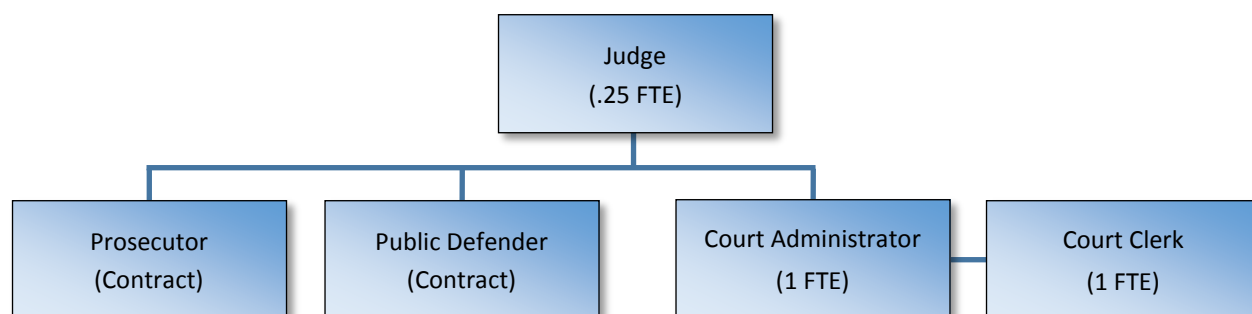 Judge
(.25 FTE)
Prosecutor
(Contract)
Public Defender
(Contract)
Court Administrator
(1 FTE)
Court Clerk
(1 FTE)